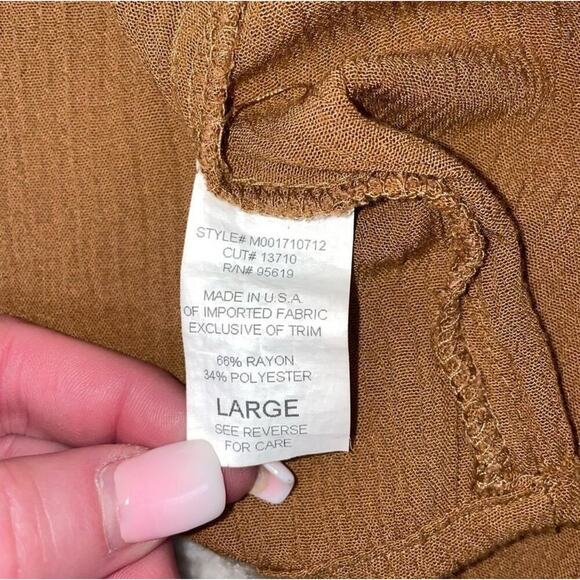 STYLE# M001710712
CUT# 13710
R/N# 95619
MADE IN U.S.A
OF IMPORTED FABRIC
EXCLUSIVE OF TRIM
66% RAYON
34% POLYESTER
LARGE
SEE REVERSE
FOR CARE